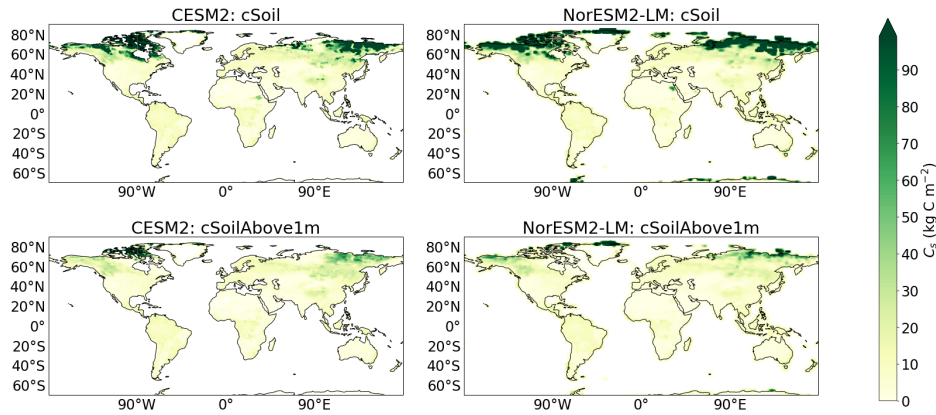 CESM2: cSoil
80°N
60°N
40°N
20°N
0°
20°S
40°S
60°S
90°W 0° 90°E
NorESM2-LM: cSoil
80°N
60°N
40°N
20°N
0°
20°S
40°S
60°S
90°W 0° 90°E
CESM2: cSoilAbove1m
80°N
60°N
40°N
20°N
0°
20°S
40°S
60°S
90°W 0° 90°E
NorESM2-LM: cSoilAbove1m
80°N
60°N
40°N
20°N
0°
20°S
40°S
60°S
90°W 0° 90°E
90
80
70
60
50
40
30
20
10
0
Cₛ (kg C m⁻²)